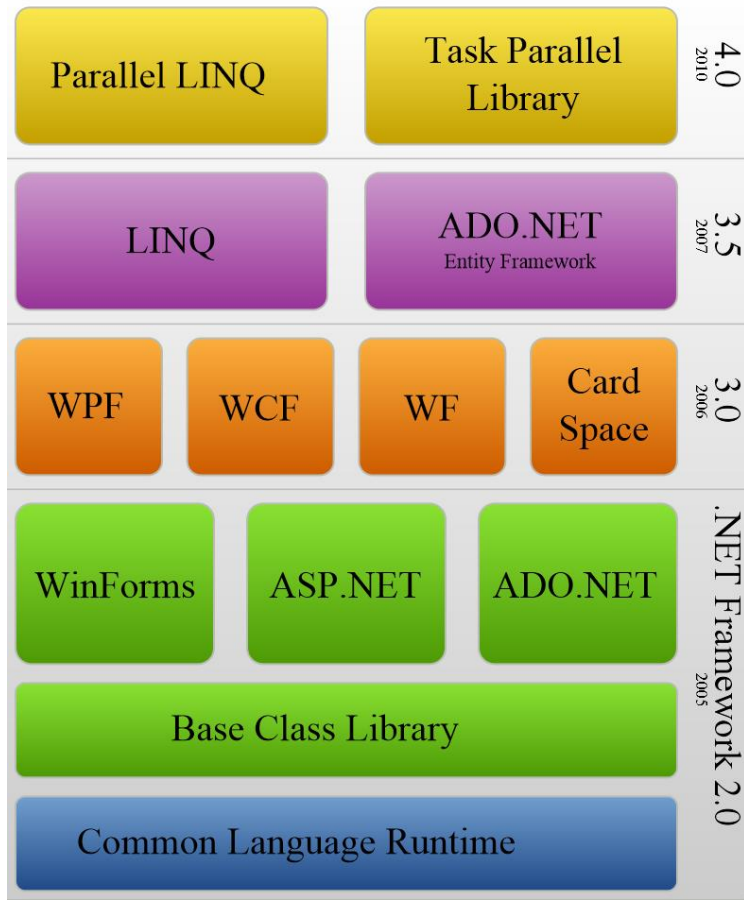 Parallel LINQ
Task Parallel
Library
4.0
2010
LINQ
ADO.NET
Entity Framework
3.5
2007
WPF
WCF
WF
Card
Space
3.0
2006
WinForms
ASP.NET
ADO.NET
Base Class Library
Common Language Runtime
.NET Framework 2.0
2005